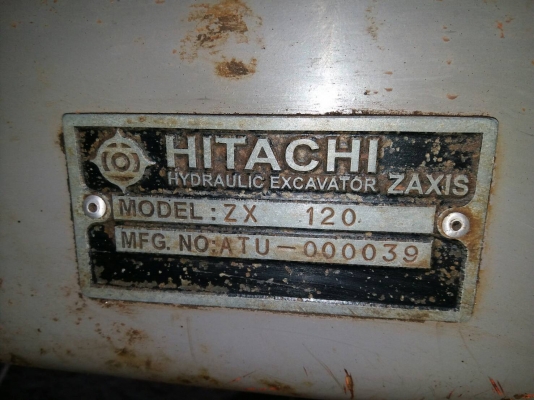 HITACHI
HYDRAULIC EXCAVATOR ZAXIS
MODEL:ZX 120
MFG. NO:ATU-000039